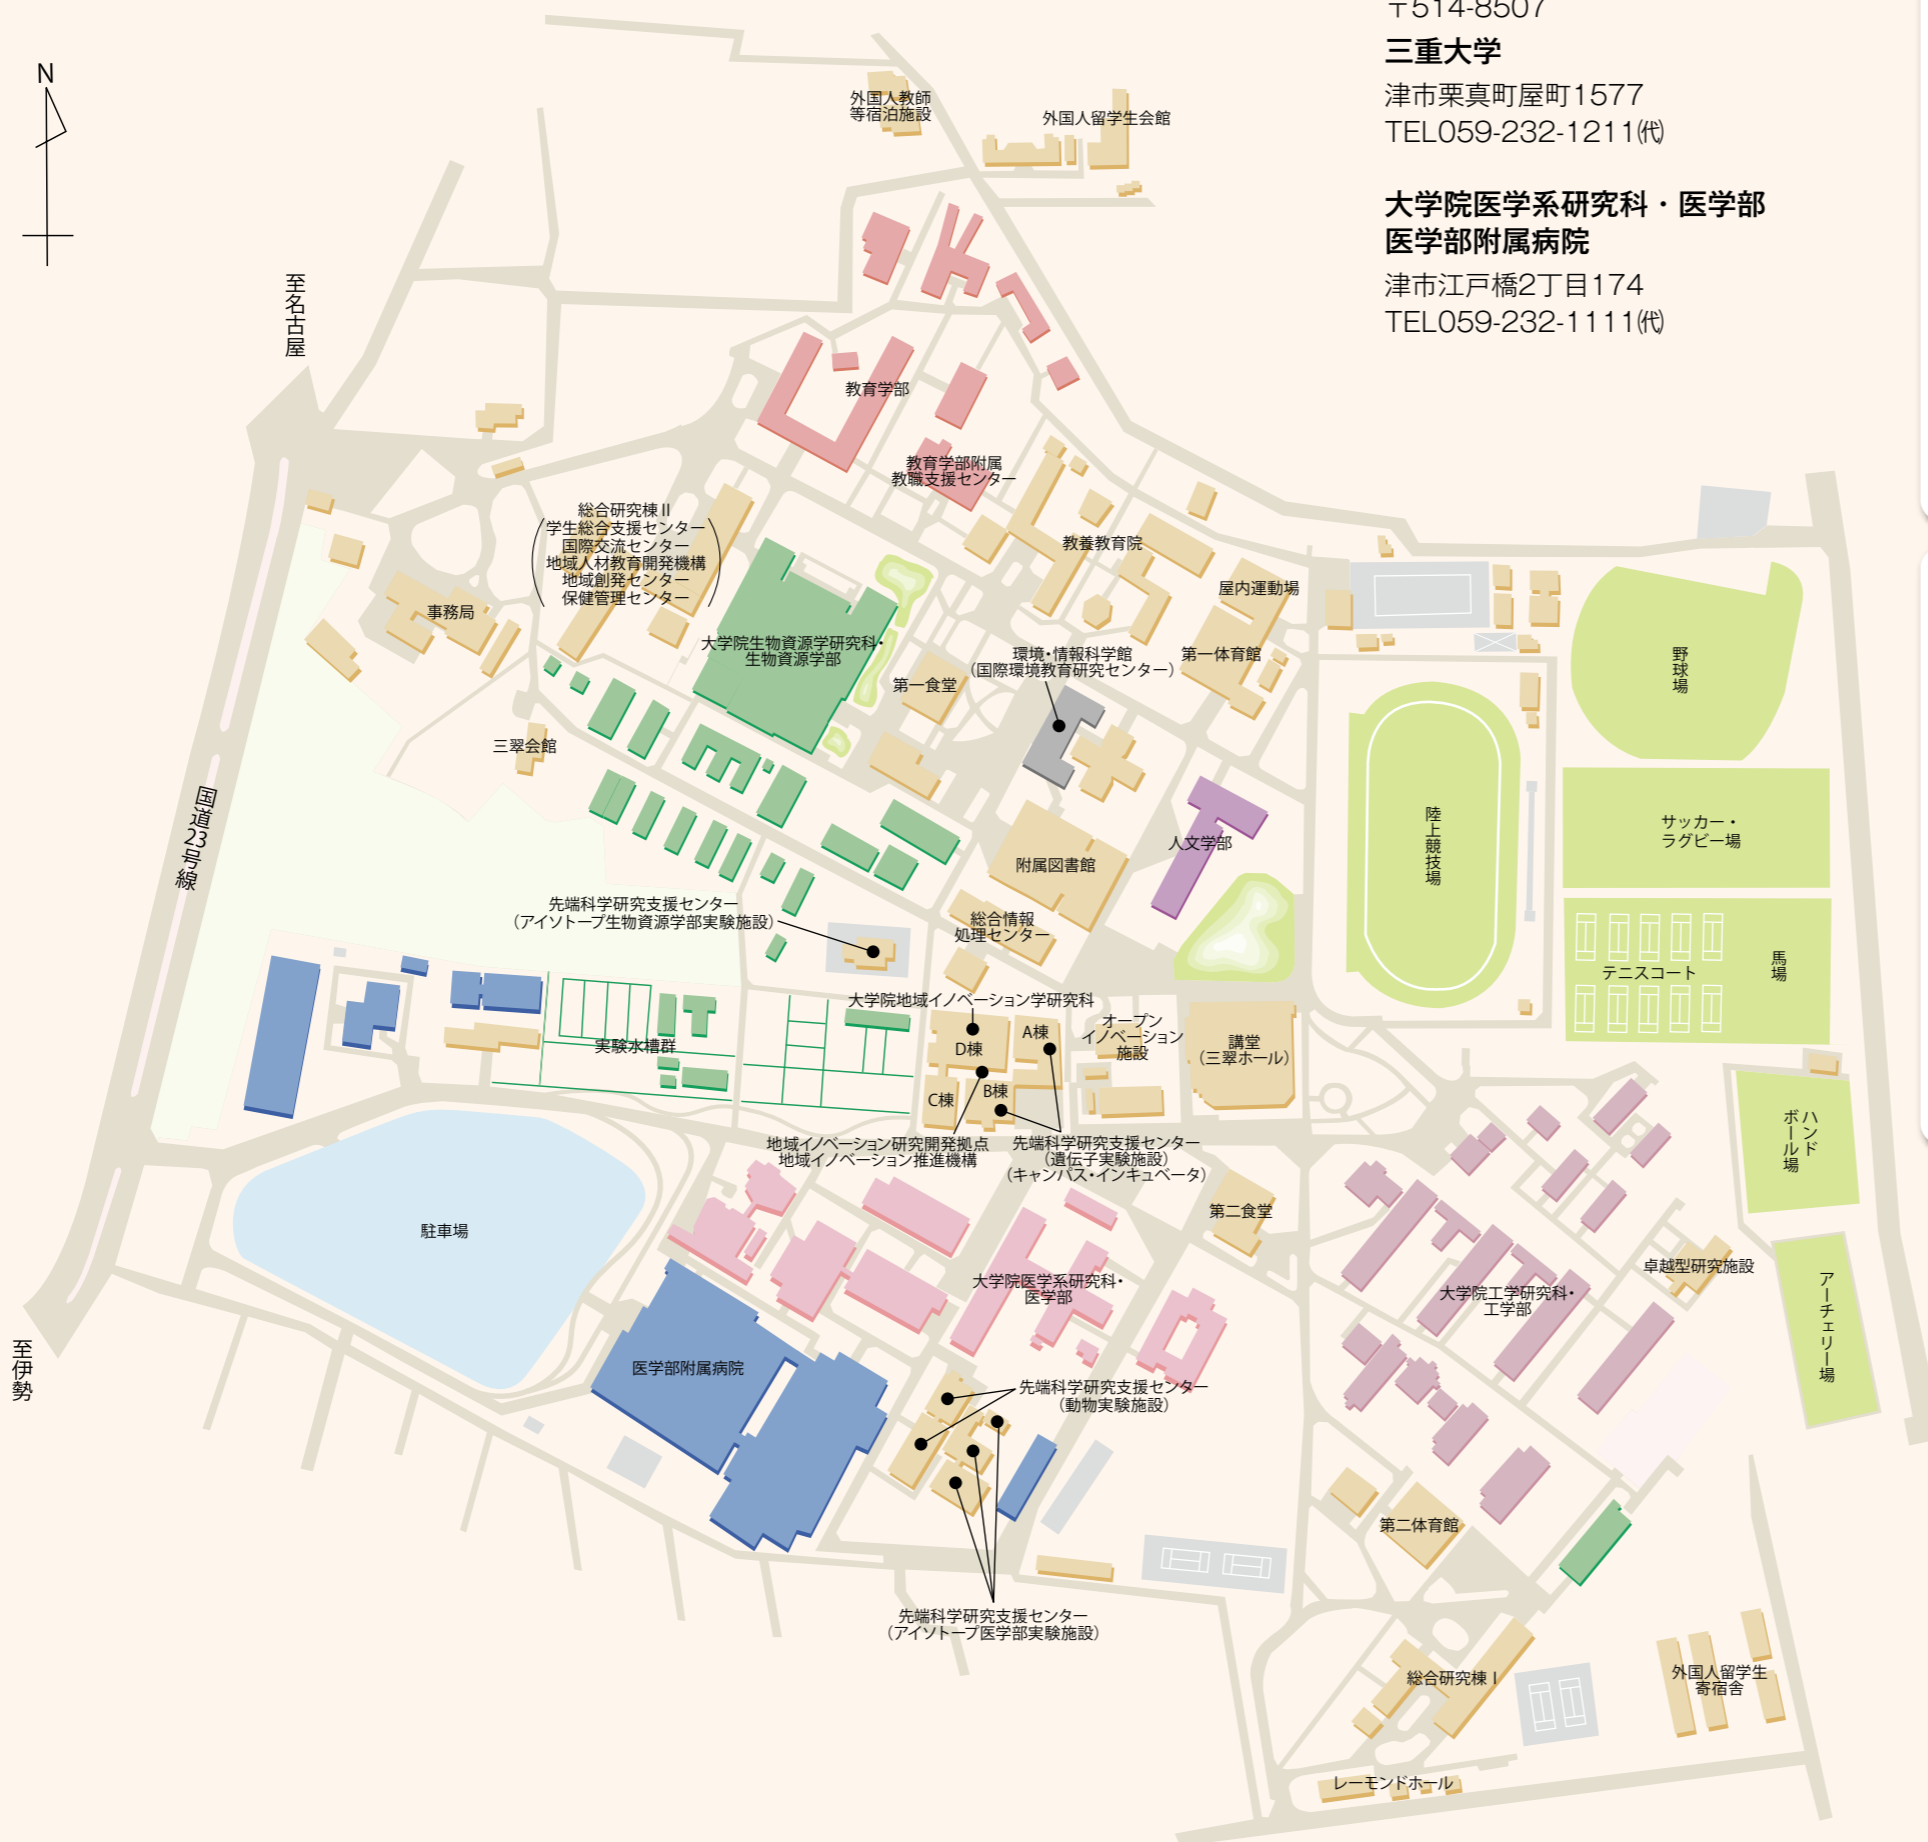 〒514-8507
三重大学
津市栗真町屋町1577
TEL059-232-1211㈹
大学院医学系研究科・医学部
医学部附属病院
津市江戸橋2丁目174
TEL059-232-1111㈹
N
外国人教師
等宿泊施設
外国人留学生会館
至名古屋
教育学部
教育学部附属
教職支援センター
総合研究棟Ⅱ
学生総合支援センター
国際交流センター
地域人材教育開発機構
地域創発センター
保健管理センター
教養教育院
屋内運動場
事務局
大学院生物資源学研究科・
生物資源学部
環境・情報科学館
（国際環境教育研究センター）
第一体育館
第一食堂
野球場
三翠会館
国道23号線
陸上競技場
サッカー・
ラグビー場
人文学部
附属図書館
先端科学研究支援センター
（アイソトープ生物資源学部実験施設）
総合情報
処理センター
テニスコート
馬場
大学院地域イノベーション学研究科
D棟
A棟
オープン
イノベーション
施設
講堂
（三翠ホール）
実験水槽群
C棟
B棟
地域イノベーション研究開発拠点
地域イノベーション推進機構
先端科学研究支援センター
（遺伝子実験施設）
（キャンパス・インキュベータ）
ハンド
ボール場
駐車場
第二食堂
大学院医学系研究科・
医学部
大学院工学研究科・
工学部
卓越型研究施設
アーチェリー場
至伊勢
医学部附属病院
先端科学研究支援センター
（動物実験施設）
第二体育館
先端科学研究支援センター
（アイソトープ医学部実験施設）
総合研究棟Ⅰ
外国人留学生
寄宿舎
レーモンドホール